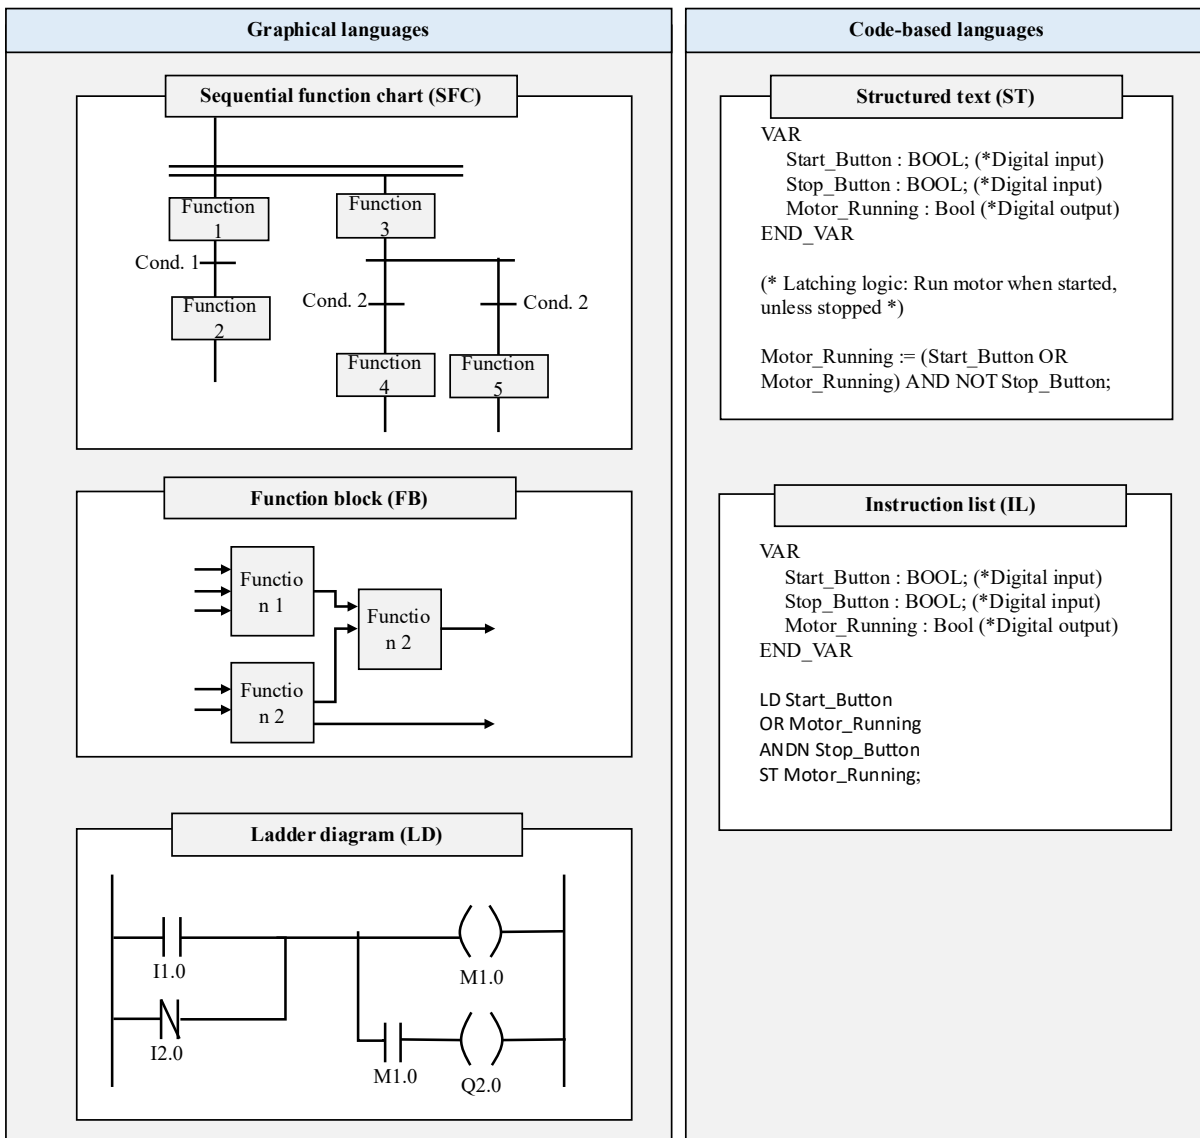 Graphical languages
Sequential function chart (SFC)
Function
1
Cond. 1
Function
2
Function
3
Cond. 2
Cond. 2
Function
4
Function
5
Function block (FB)
Functio
n 1
Functio
n 2
Functio
n 2
Ladder diagram (LD)
I1.0
M1.0
I2.0
M1.0
Q2.0
Code-based languages
Structured text (ST)
VAR
Start_Button : BOOL; (*Digital input)
Stop_Button : BOOL; (*Digital input)
Motor_Running : Bool (*Digital output)
END_VAR
(* Latching logic: Run motor when started,
unless stopped *)
Motor_Running := (Start_Button OR
Motor_Running) AND NOT Stop_Button;
Instruction list (IL)
VAR
Start_Button : BOOL; (*Digital input)
Stop_Button : BOOL; (*Digital input)
Motor_Running : Bool (*Digital output)
END_VAR
LD Start_Button
OR Motor_Running
ANDN Stop_Button
ST Motor_Running;